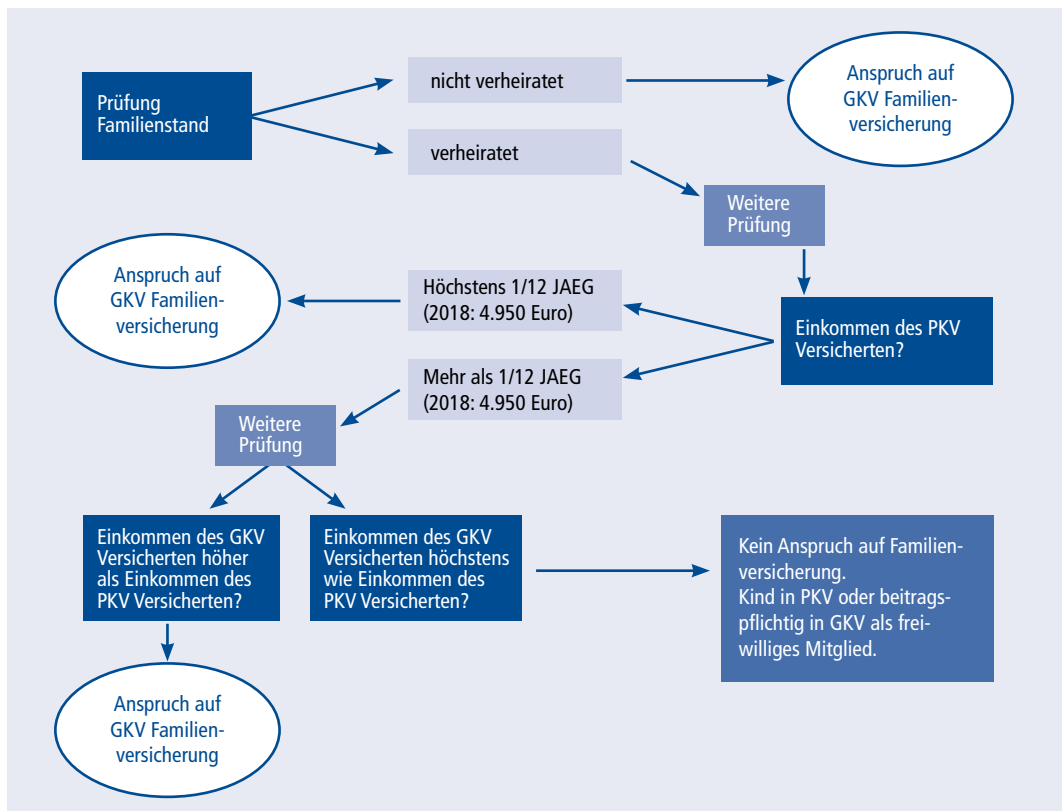 Prüfung
Familienstand
nicht verheiratet
verheiratet
Anspruch auf
GKV Familien-
versicherung
Weitere
Prüfung
Einkommen des PKV
Versicherten?
Höchstens 1/12 JAEG
(2018: 4.950 Euro)
Anspruch auf
GKV Familien-
versicherung
Mehr als 1/12 JAEG
(2018: 4.950 Euro)
Weitere
Prüfung
Einkommen des GKV
Versicherten höher
als Einkommen des
PKV Versicherten?
Einkommen des GKV
Versicherten höchstens
wie Einkommen des
PKV Versicherten?
Kein Anspruch auf Familien-
versicherung.
Kind in PKV oder beitrags-
pflichtig in GKV als frei-
williges Mitglied.
Anspruch auf
GKV Familien-
versicherung